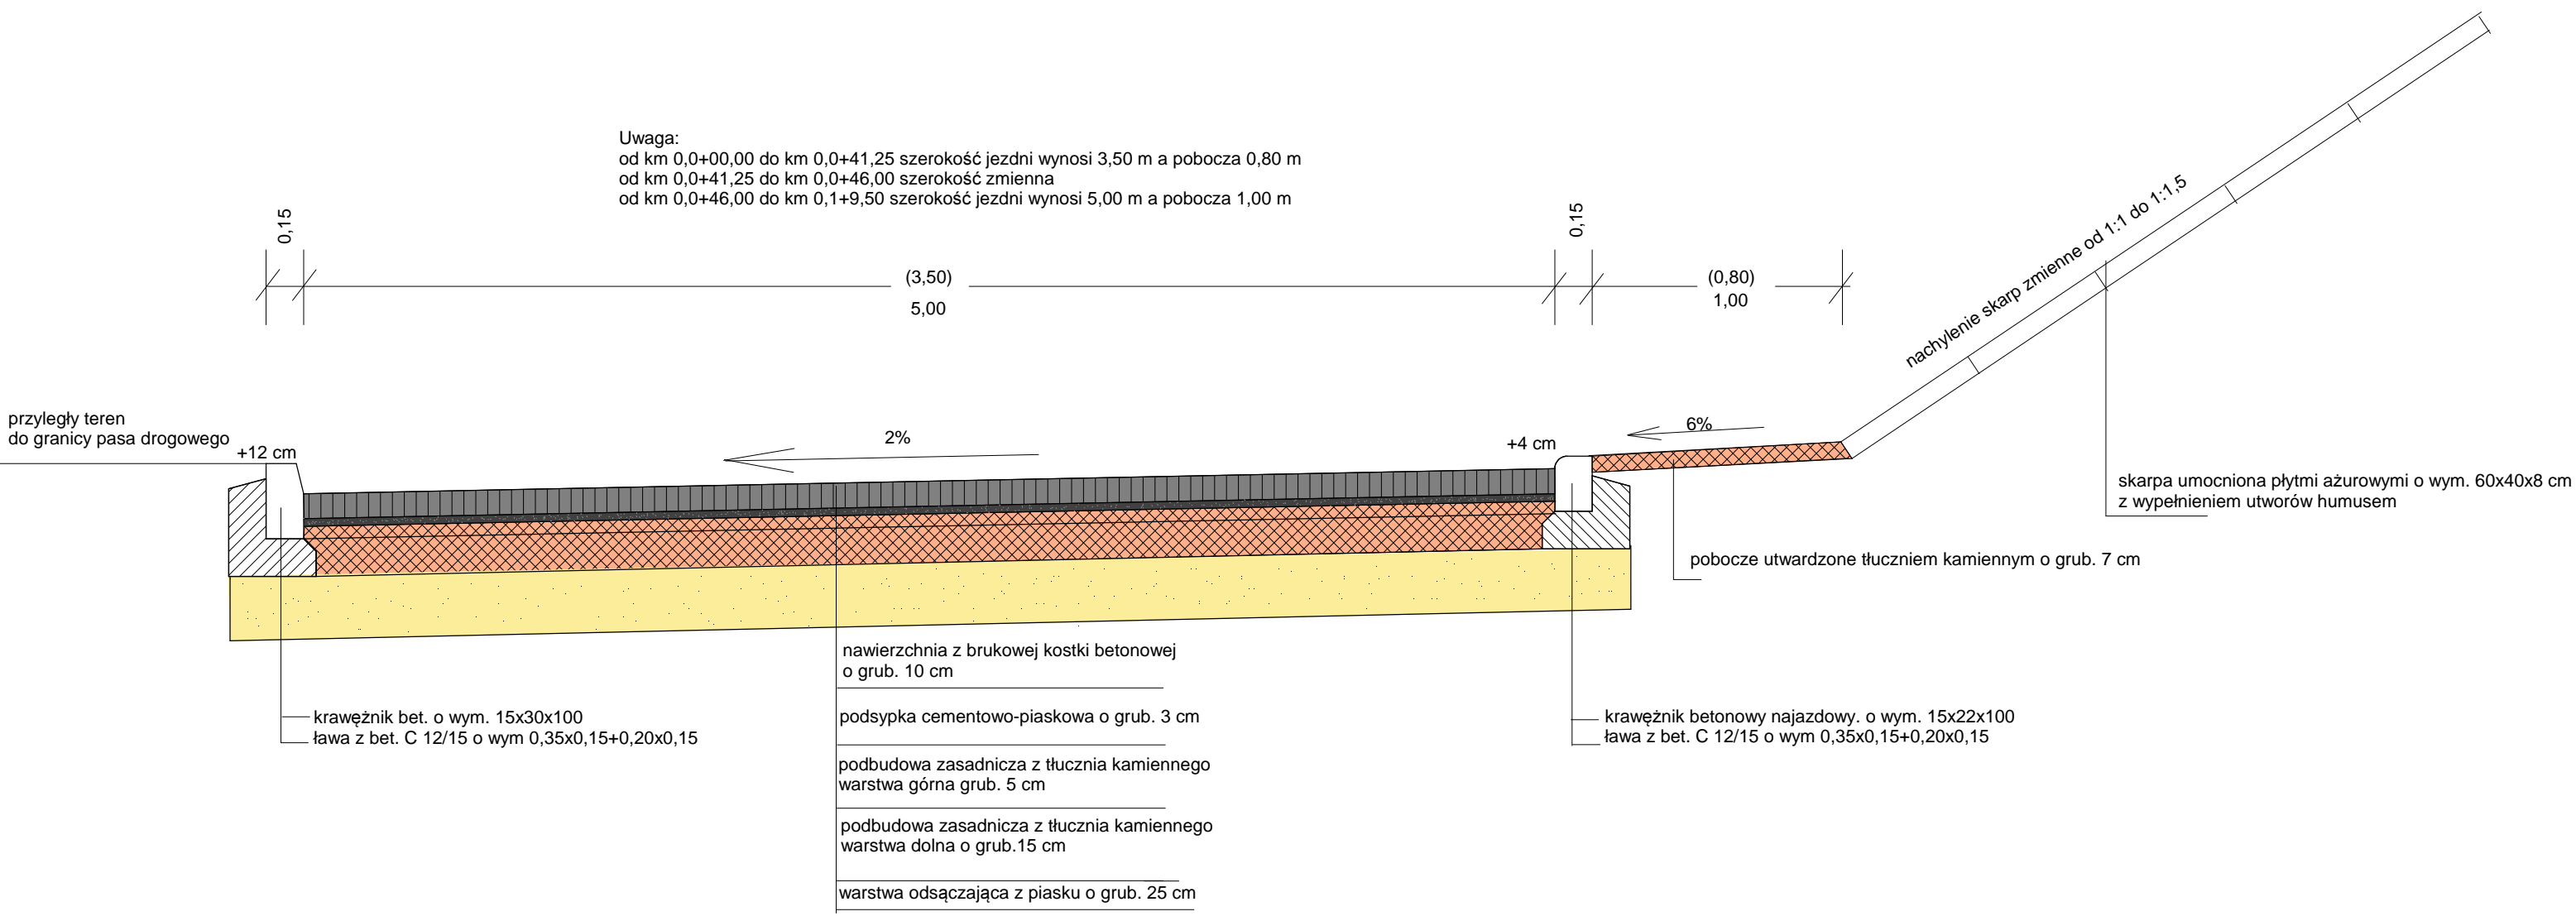 Uwaga:
od km 0,0+00,00 do km 0,0+41,25 szerokość jezdni wynosi 3,50 m a pobocza 0,80 m
od km 0,0+41,25 do km 0,0+46,00 szerokość zmienna
od km 0,0+46,00 do km 0,1+9,50 szerokość jezdni wynosi 5,00 m a pobocza 1,00 m
0,15
(3,50)
5,00
0,15
(0,80)
1,00
nachylenie skarp zmienne od 1:1 do 1:1,5
przyległy teren
do granicy pasa drogowego
+12 cm
2%
+4 cm
6%
skarpa umocniona płytmi ażurowymi o wym. 60x40x8 cm
z wypełnieniem utworów humusem
pobocze utwardzone tłuczniem kamiennym o grub. 7 cm
nawierzchnia z brukowej kostki betonowej
o grub. 10 cm
podsypka cementowo-piaskowa o grub. 3 cm
podbudowa zasadnicza z tłucznia kamiennego
warstwa górna grub. 5 cm
podbudowa zasadnicza z tłucznia kamiennego
warstwa dolna o grub.15 cm
warstwa odsączająca z piasku o grub. 25 cm
krawężnik bet. o wym. 15x30x100
ława z bet. C 12/15 o wym 0,35x0,15+0,20x0,15
krawężnik betonowy najazdowy. o wym. 15x22x100
ława z bet. C 12/15 o wym 0,35x0,15+0,20x0,15